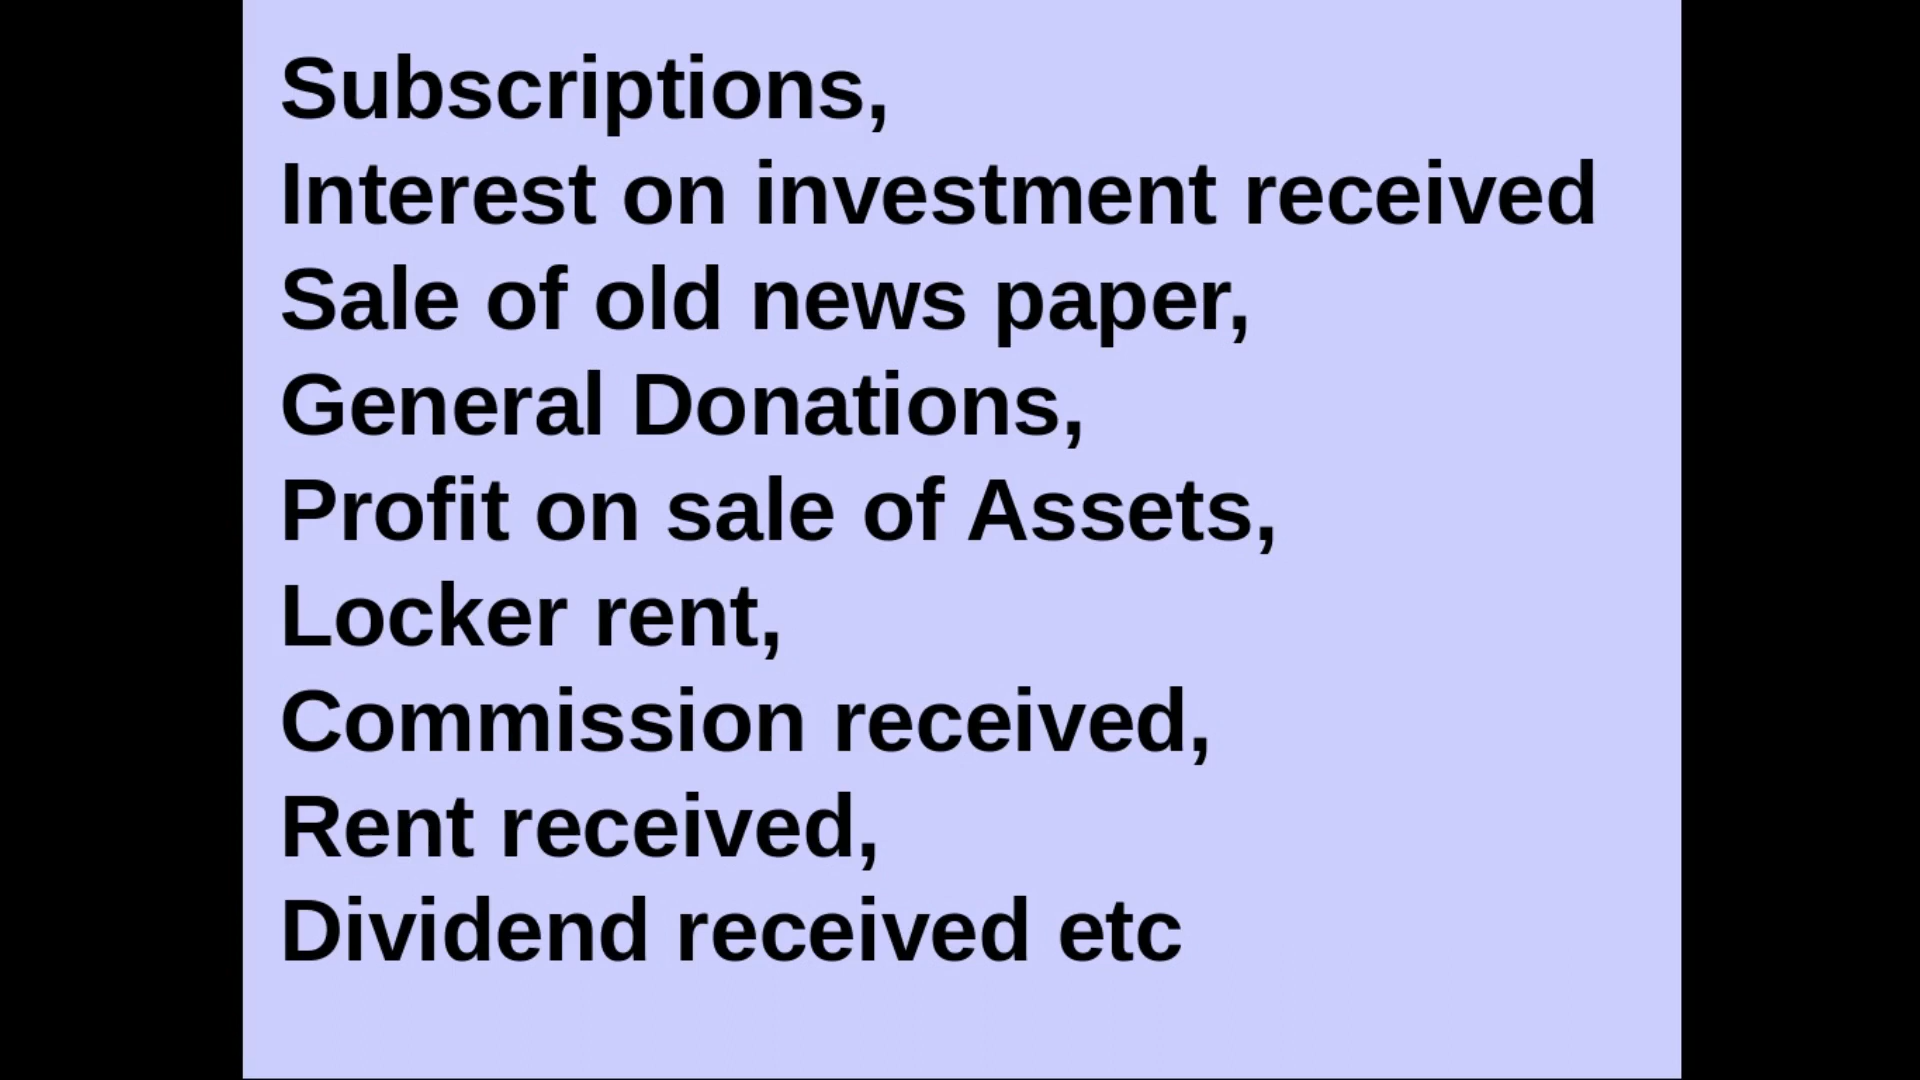 Subscriptions,
Interest on investment received
Sale of old news paper,
General Donations,
Profit on sale of Assets,
Locker rent,
Commission received,
Rent received,
Dividend received etc